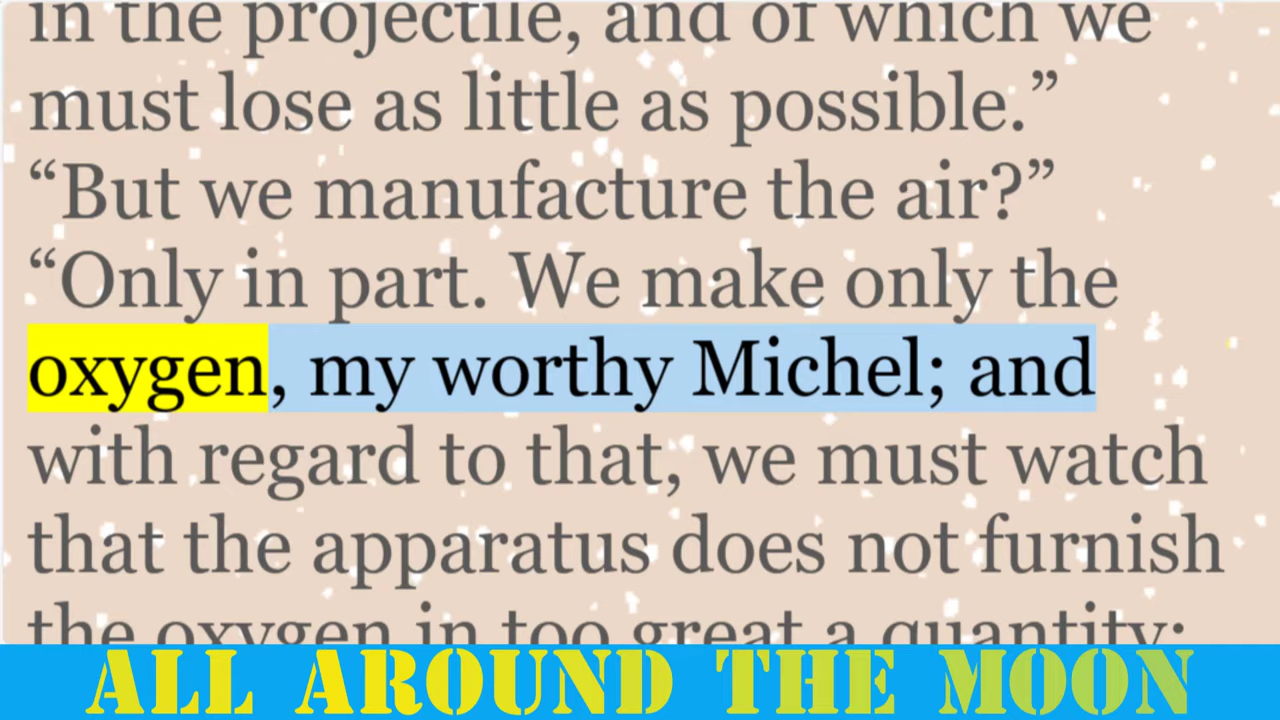 in the projectile, and of which we
must lose as little as possible.”
“But we manufacture the air?”
“Only in part. We make only the
oxygen, my worthy Michel; and
with regard to that, we must watch
that the apparatus does not furnish
the oxygen in too great a quantity;
ALL AROUND THE MOON